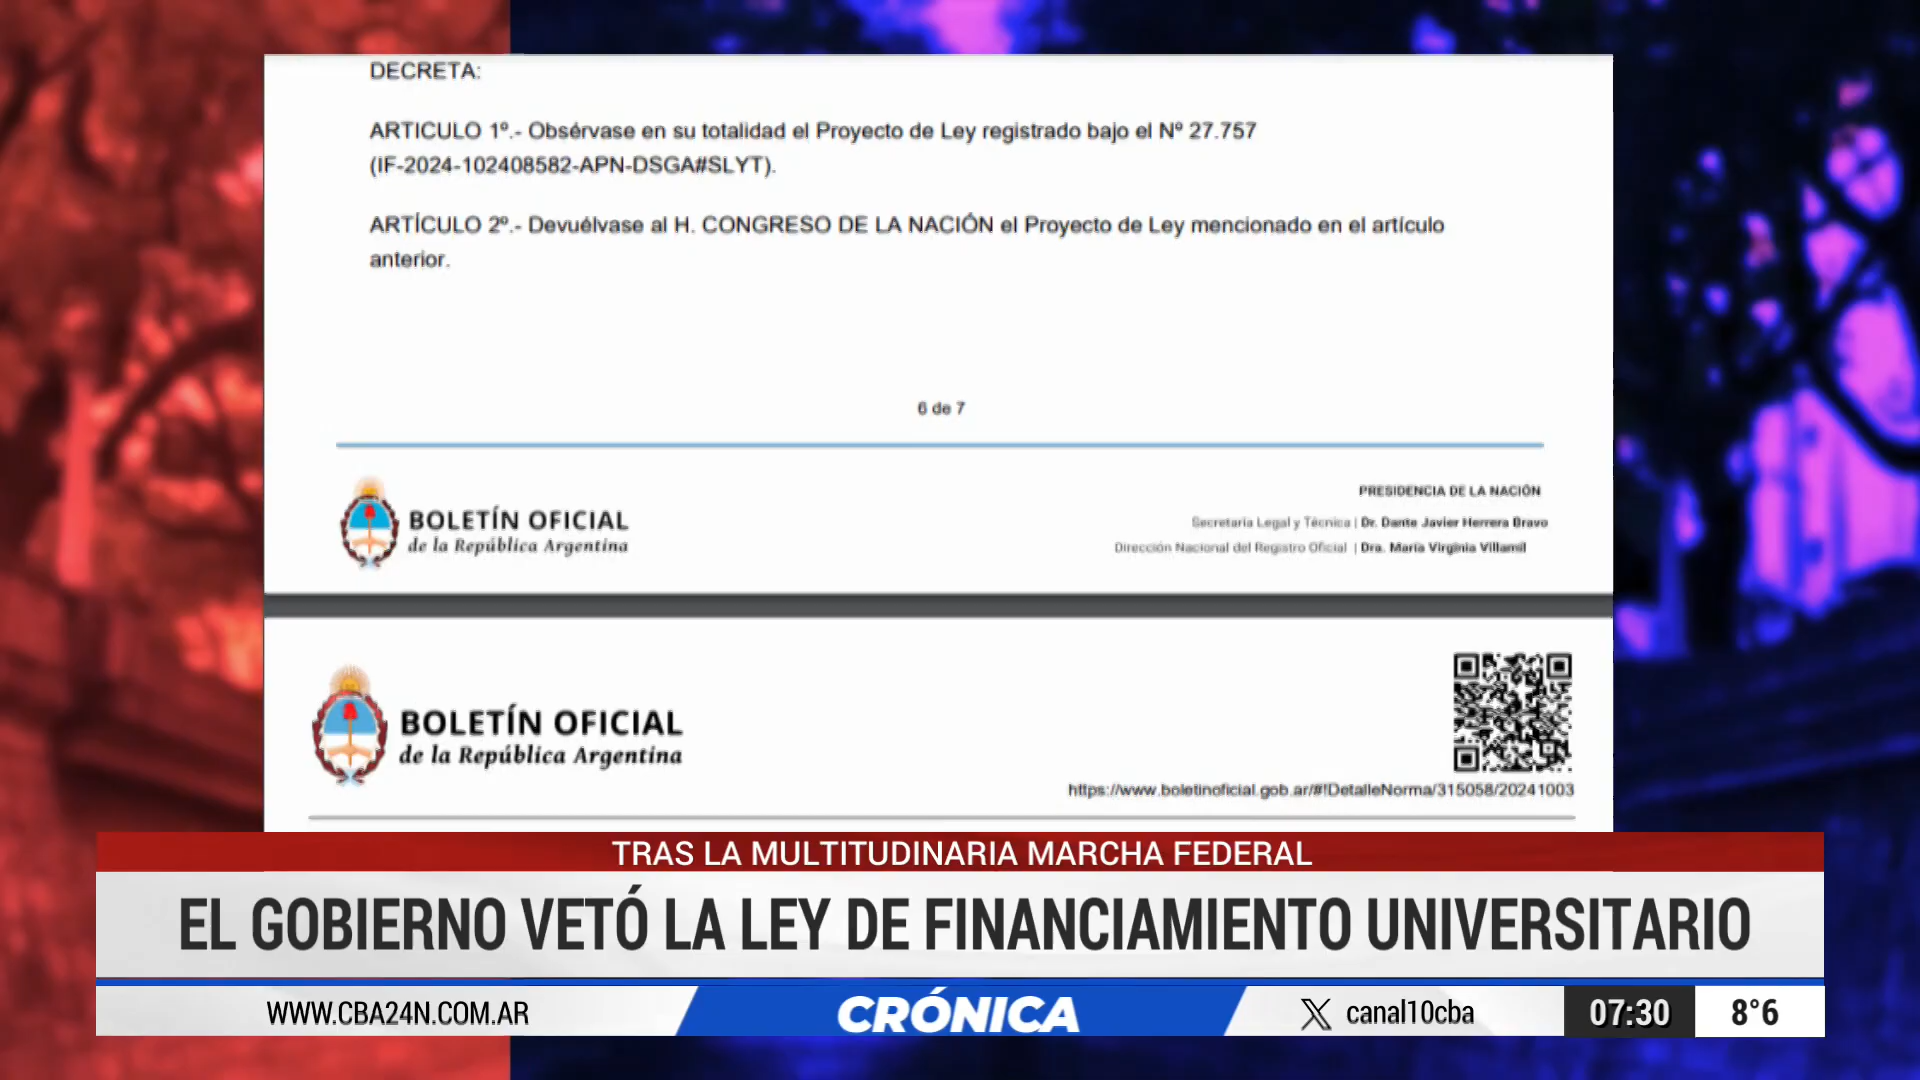 DECRETA:
ARTICULO 1º.- Obsérvase en su totalidad el Proyecto de Ley registrado bajo el Nº 27.757
(IF-2024-102408582-APN-DSGA#SLYT).
ARTÍCULO 2º.- Devuélvase al H. CONGRESO DE LA NACIÓN el Proyecto de Ley mencionado en el artículo
anterior.
6 de 7
BOLETÍN OFICIAL
de la República Argentina
PRESIDENCIA DE LA NACIÓN
Secretaría Legal y Técnica | Dr. Dante Javier Herrera Bravo
Dirección Nacional del Registro Oficial | Dra. María Virginia Villamil
BOLETÍN OFICIAL
de la República Argentina
https://www.boletinoficial.gob.ar/#!DetalleNorma/315058/20241003
TRAS LA MULTITUDINARIA MARCHA FEDERAL
EL GOBIERNO VETÓ LA LEY DE FINANCIAMIENTO UNIVERSITARIO
WWW.CBA24N.COM.AR
CRÓNICA
X canal10cba
07:30
8°6